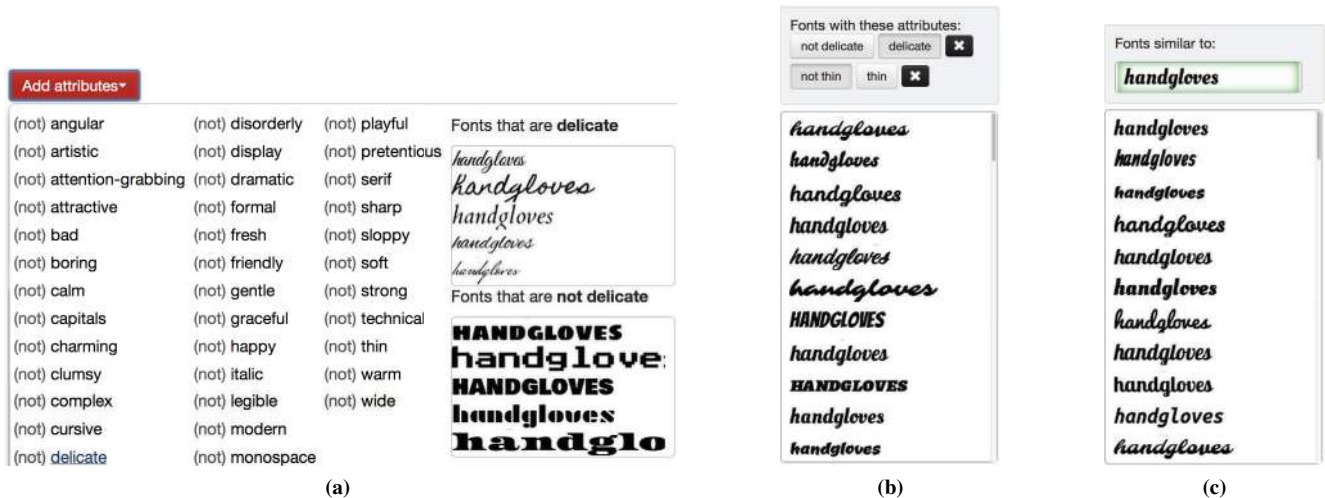 Add attributes
(not) angular (not) disorderly (not) playful
(not) artistic (not) display (not) pretentious
(not) attention-grabbing (not) dramatic (not) serif
(not) attractive (not) formal (not) sharp
(not) bad (not) fresh (not) sloppy
(not) boring (not) friendly (not) soft
(not) calm (not) gentle (not) strong
(not) capitals (not) graceful (not) technical
(not) charming (not) happy (not) thin
(not) clumsy (not) italic (not) warm
(not) complex (not) legible (not) wide
(not) cursive (not) modern
(not) delicate (not) monospace
Fonts that are delicate
handgloves
handgloves
handgloves
handgloves
handgloves
Fonts that are not delicate
HANDGLOVES
handgloves
HANDGLOVES
handgloves
handglo
(a)
Fonts with these attributes:
not delicate delicate ✖
not thin thin ✖
handgloves
handgloves
handgloves
handgloves
handgloves
handgloves
HANDGLOVES
handgloves
HANDGLOVES
handgloves
handgloves
(b)
Fonts similar to:
handgloves
handgloves
handgloves
handgloves
handgloves
handgloves
handgloves
handgloves
handgloves
handgloves
handgloves
handgloves
(c)